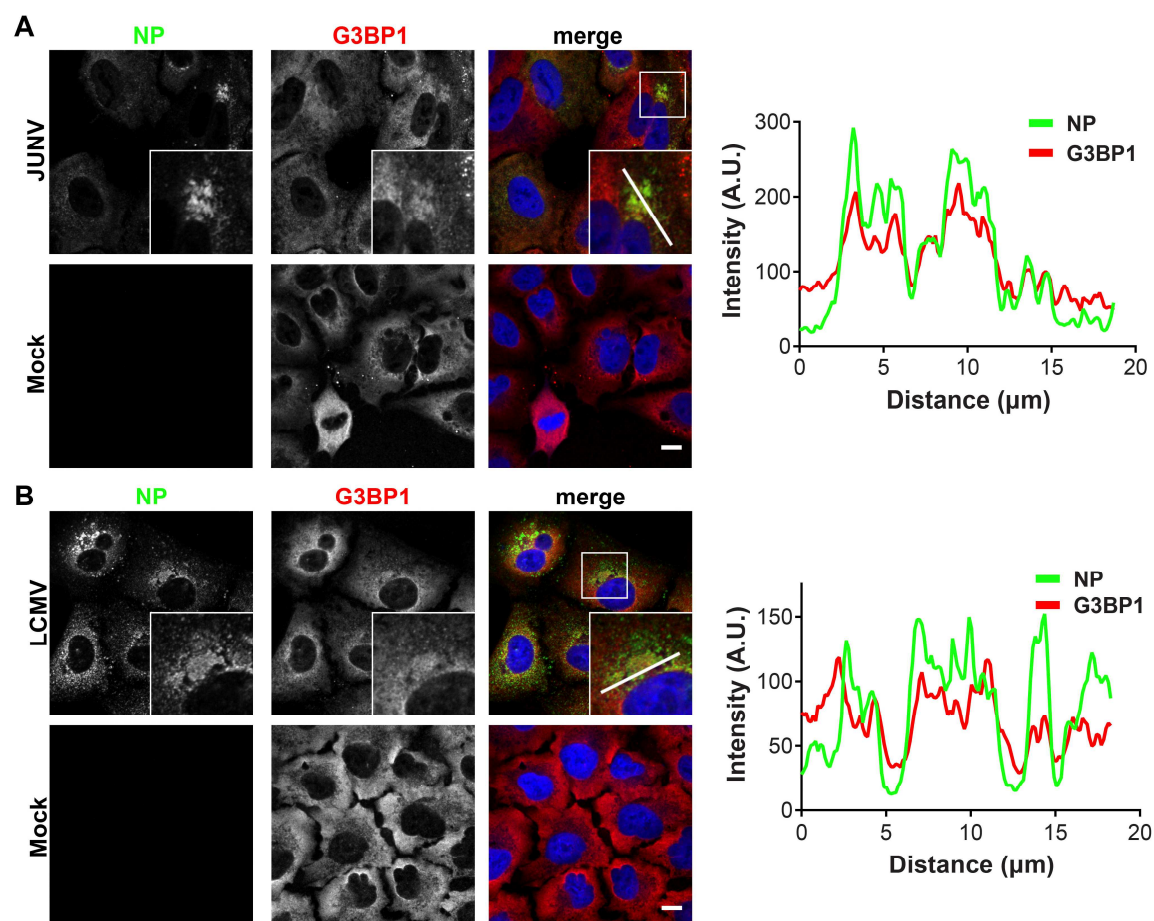 A
NP
G3BP1
merge
JUNV
Mock
300
200
100
0
Intensity (A.U.)
0
5
10
15
20
Distance (µm)
NP
G3BP1
B
NP
G3BP1
merge
LCMV
Mock
150
100
50
0
Intensity (A.U.)
0
5
10
15
20
Distance (µm)
NP
G3BP1